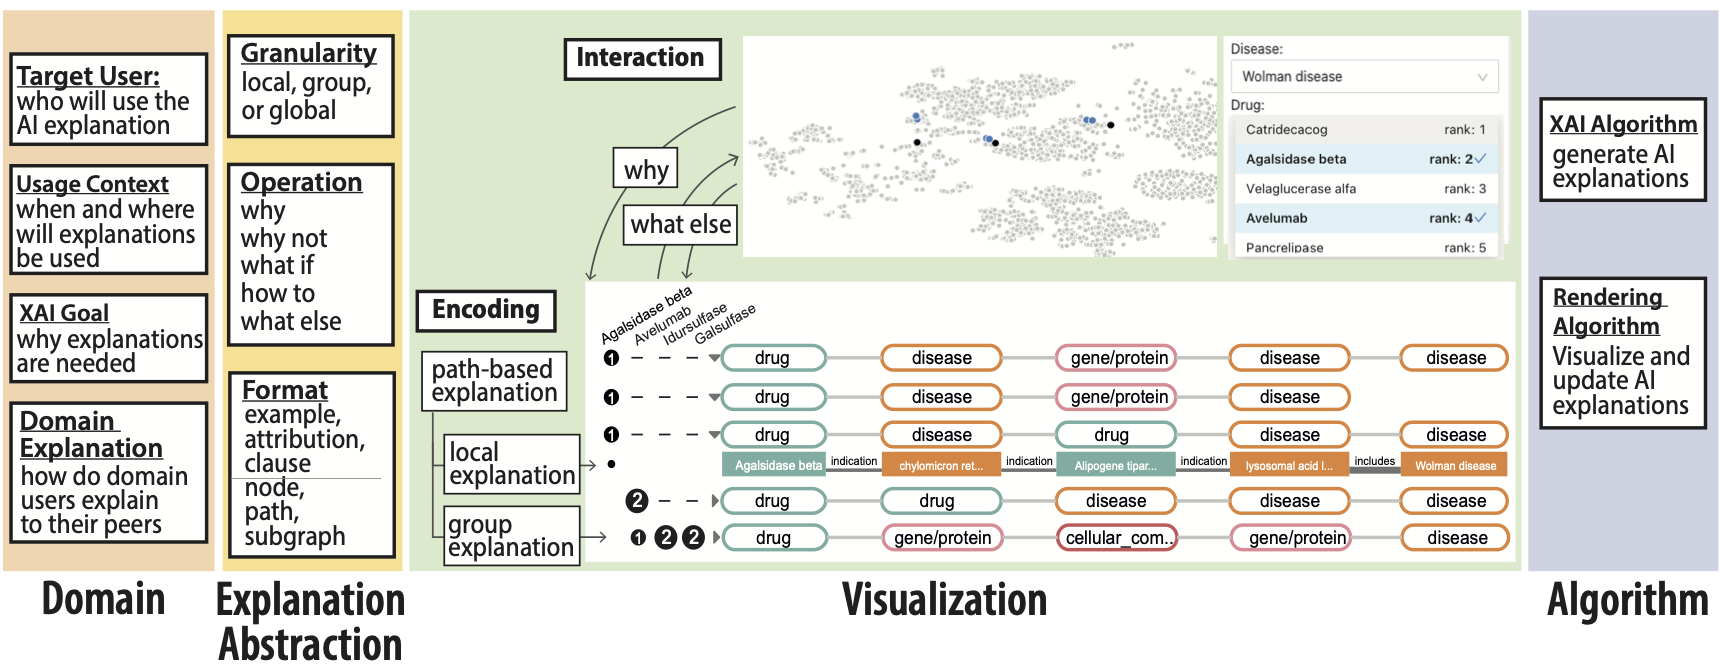 Target User:
who will use the
AI explanation
Usage Context
when and where
will explanations
be used
XAI Goal
why explanations
are needed
Domain
Explanation
how do domain
users explain
to their peers
Domain
Granularity
local, group,
or global
Operation
why
why not
what if
how to
what else
Format
example,
attribution,
clause
node,
path,
subgraph
Explanation
Abstraction
Interaction
why
what else
Disease:
Wolman disease
Drug:
Catridecacog rank: 1
Agalsidase beta rank: 2
Velaglucerase alfa rank: 3
Avelumab rank: 4
Pancrelipase rank: 5
Encoding
path-based
explanation
local
explanation
group
explanation
Agalsidase beta
Avelumab
Idursulfase
Galsulfase
1 – – – drug disease gene/protein disease disease
1 – – – drug disease gene/protein disease
1 – – – drug disease drug disease disease
Agalsidase beta indication chylomicron ret... indication Alipogene tipar... indication lysosomal acid l... includes Wolman disease
2 – – drug drug disease disease disease
1 2 2 drug gene/protein cellular_com.. gene/protein disease
Visualization
XAI Algorithm
generate AI
explanations
Rendering
Algorithm
Visualize and
update AI
explanations
Algorithm